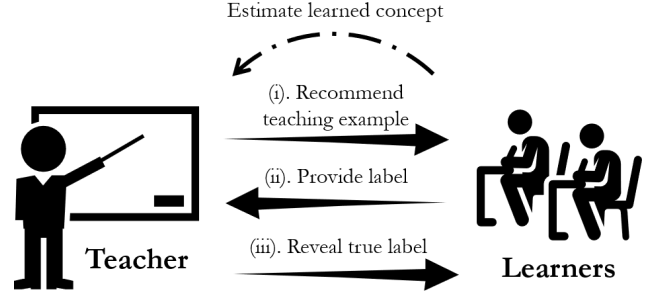 Estimate learned concept
(i). Recommend
teaching example
(ii). Provide label
(iii). Reveal true label
Teacher
Learners